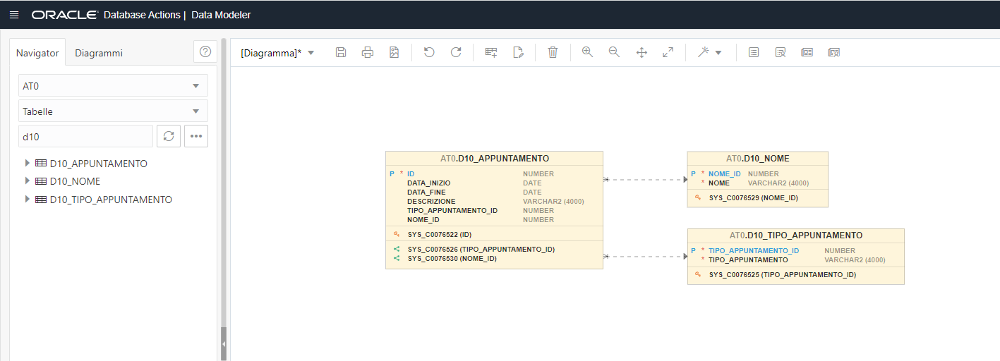 ORACLE Database Actions | Data Modeler
Navigator Diagrammi
AT0
Tabelle
d10
D10_APPUNTAMENTO
D10_NOME
D10_TIPO_APPUNTAMENTO
[Diagramma]*
AT0.D10_APPUNTAMENTO
P * ID NUMBER
DATA_INIZIO DATE
DATA_FINE DATE
DESCRIZIONE VARCHAR2 (4000)
TIPO_APPUNTAMENTO_ID NUMBER
NOME_ID NUMBER
SYS_C0076522 (ID)
SYS_C0076526 (TIPO_APPUNTAMENTO_ID)
SYS_C0076530 (NOME_ID)
AT0.D10_NOME
P * NOME_ID NUMBER
* NOME VARCHAR2 (4000)
SYS_C0076529 (NOME_ID)
AT0.D10_TIPO_APPUNTAMENTO
P * TIPO_APPUNTAMENTO_ID NUMBER
* TIPO_APPUNTAMENTO VARCHAR2 (4000)
SYS_C0076525 (TIPO_APPUNTAMENTO_ID)